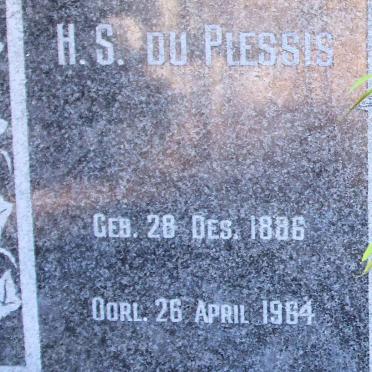 H. S. DU PLESSIS
GEB. 28 DES. 1886
OORL. 26 APRIL 1964